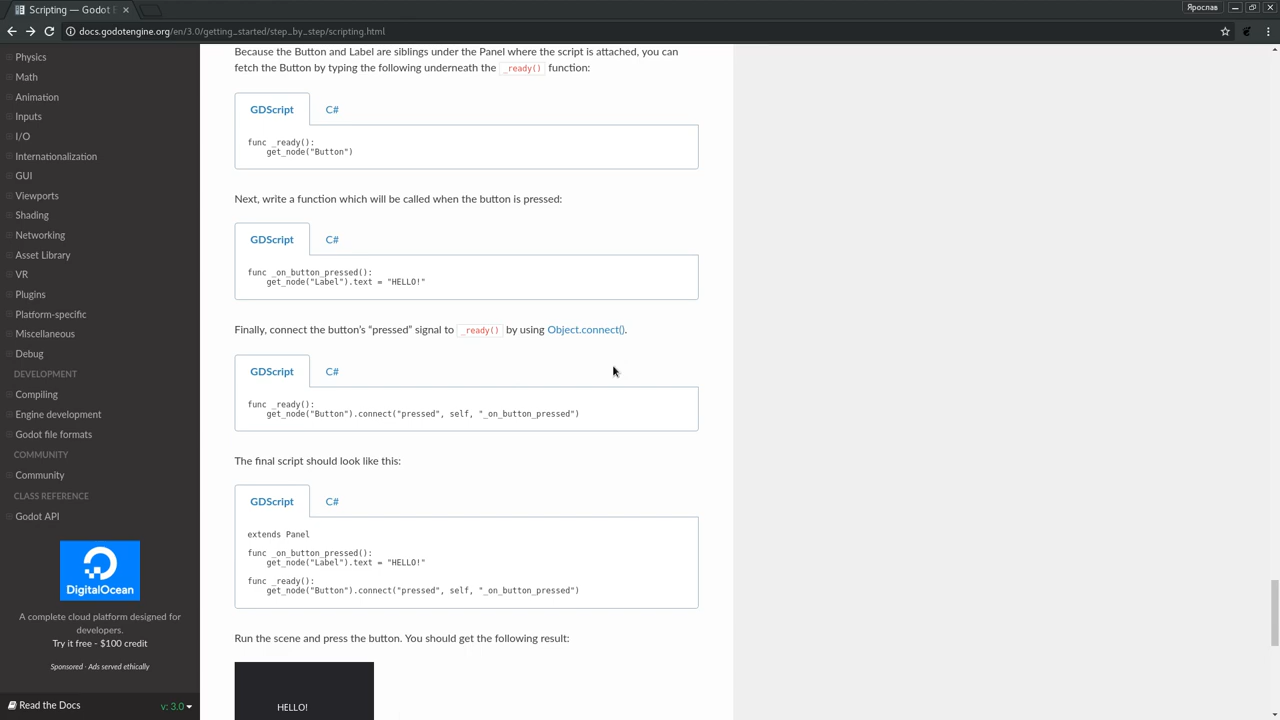 Scripting — Godot E
Ярослав
docs.godotengine.org/en/3.0/getting_started/step_by_step/scripting.html
Physics
Math
Animation
Inputs
I/O
Internationalization
GUI
Viewports
Shading
Networking
Asset Library
VR
Plugins
Platform-specific
Miscellaneous
Debug
DEVELOPMENT
Compiling
Engine development
Godot file formats
COMMUNITY
Community
CLASS REFERENCE
Godot API
DigitalOcean
A complete cloud platform designed for
developers.
Try it free - $100 credit
Sponsored · Ads served ethically
Read the Docs
v: 3.0
Because the Button and Label are siblings under the Panel where the script is attached, you can
fetch the Button by typing the following underneath the _ready() function:
GDScript C#
func _ready():
    get_node("Button")
Next, write a function which will be called when the button is pressed:
GDScript C#
func _on_button_pressed():
    get_node("Label").text = "HELLO!"
Finally, connect the button’s “pressed” signal to _ready() by using Object.connect().
GDScript C#
func _ready():
    get_node("Button").connect("pressed", self, "_on_button_pressed")
The final script should look like this:
GDScript C#
extends Panel
func _on_button_pressed():
    get_node("Label").text = "HELLO!"
func _ready():
    get_node("Button").connect("pressed", self, "_on_button_pressed")
Run the scene and press the button. You should get the following result:
HELLO!